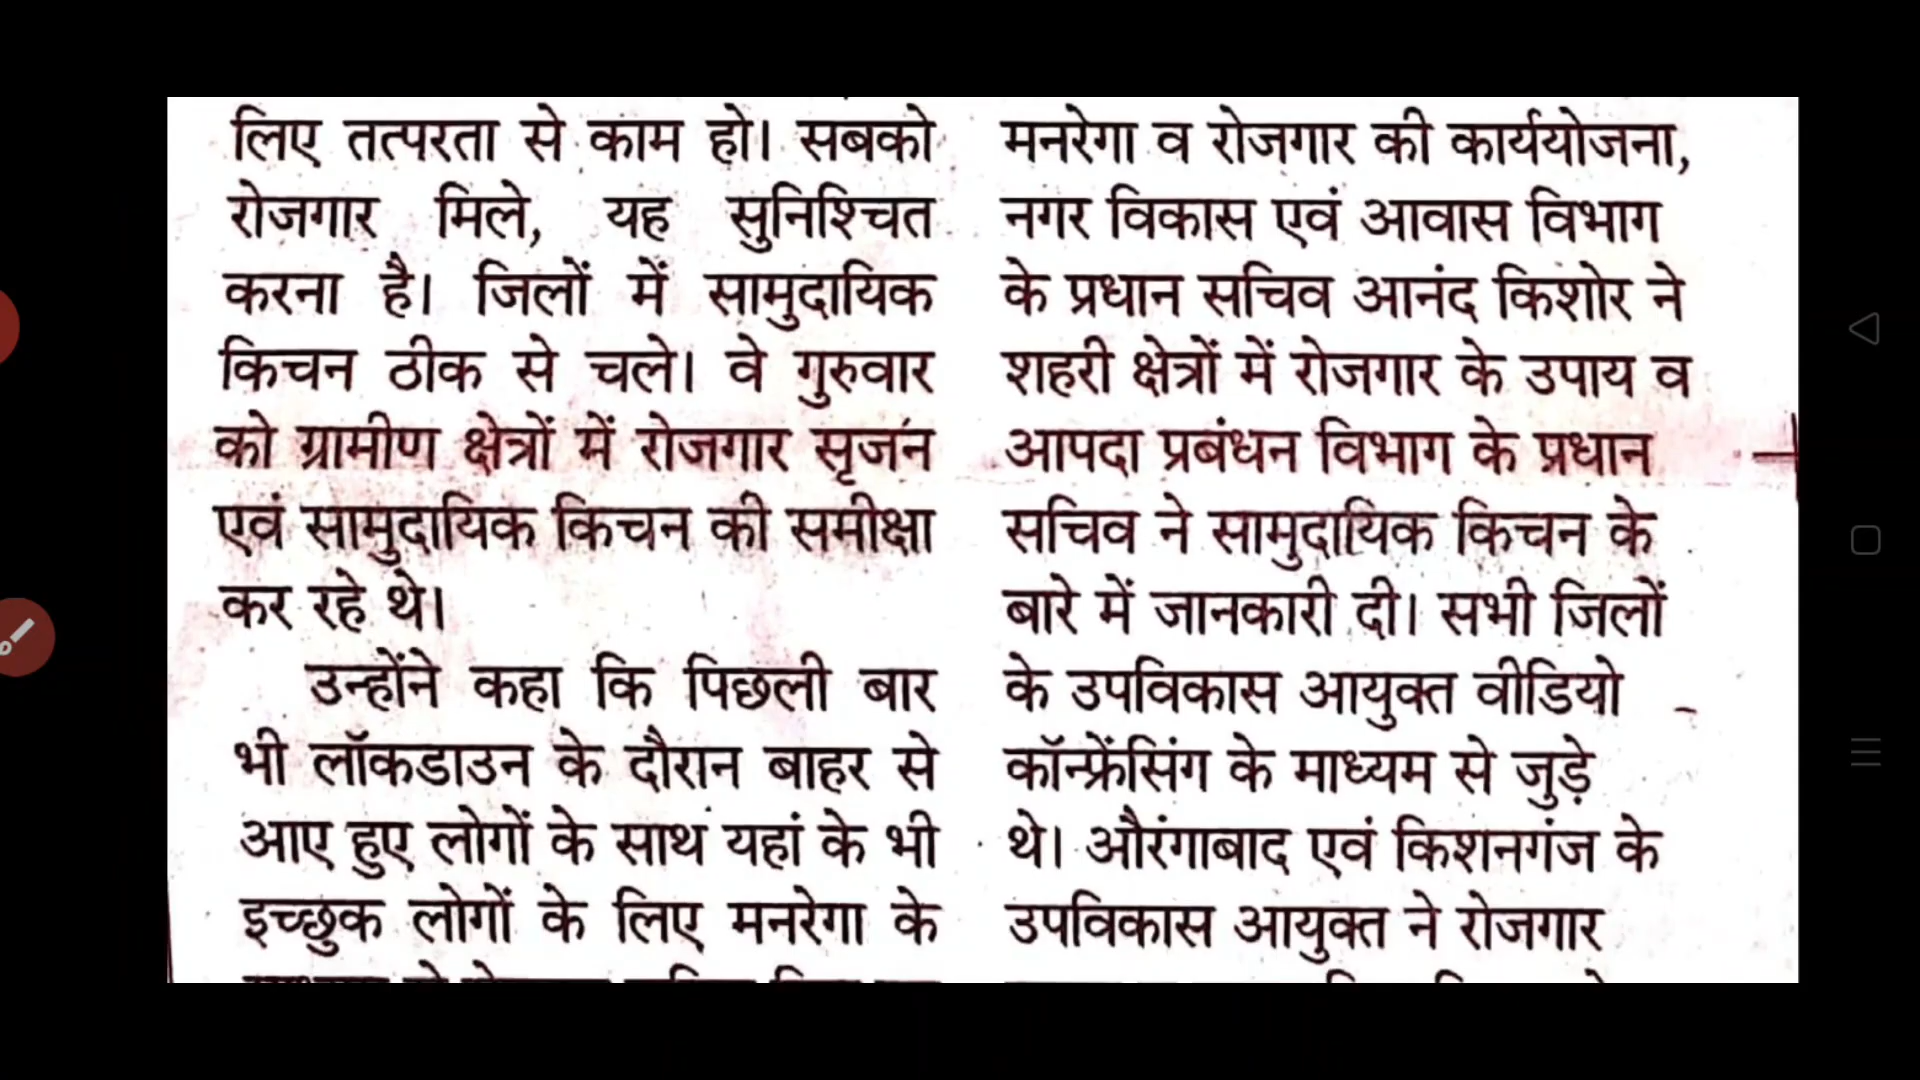 लिए तत्परता से काम हो। सबको
रोजगार मिले, यह सुनिश्चित
करना है। जिलों में सामुदायिक
किचन ठीक से चले। वे गुरुवार
को ग्रामीण क्षेत्रों में रोजगार सृजन
एवं सामुदायिक किचन की समीक्षा
कर रहे थे।
उन्होंने कहा कि पिछली बार
भी लॉकडाउन के दौरान बाहर से
आए हुए लोगों के साथ यहां के भी
इच्छुक लोगों के लिए मनरेगा के
मनरेगा व रोजगार की कार्ययोजना,
नगर विकास एवं आवास विभाग
के प्रधान सचिव आनंद किशोर ने
शहरी क्षेत्रों में रोजगार के उपाय व
आपदा प्रबंधन विभाग के प्रधान
सचिव ने सामुदायिक किचन के
बारे में जानकारी दी। सभी जिलों
के उपविकास आयुक्त वीडियो
कॉन्फ्रेंसिंग के माध्यम से जुड़े
थे। औरंगाबाद एवं किशनगंज के
उपविकास आयुक्त ने रोजगार